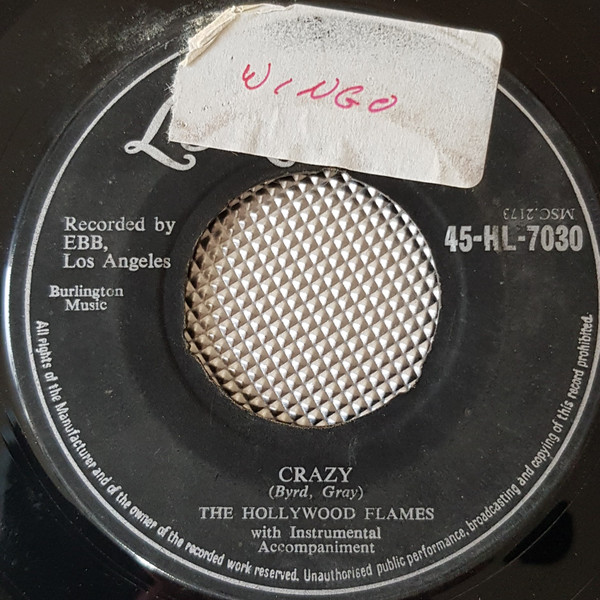 WINGO
Recorded by
EBB,
Los Angeles
Burlington
Music
MSC.2173
45-HL-7030
CRAZY
(Byrd, Gray)
THE HOLLYWOOD FLAMES
with Instrumental
Accompaniment
All rights of the Manufacturer and of the owner of the recorded work reserved. Unauthorised public performance, broadcasting and copying of this record prohibited.